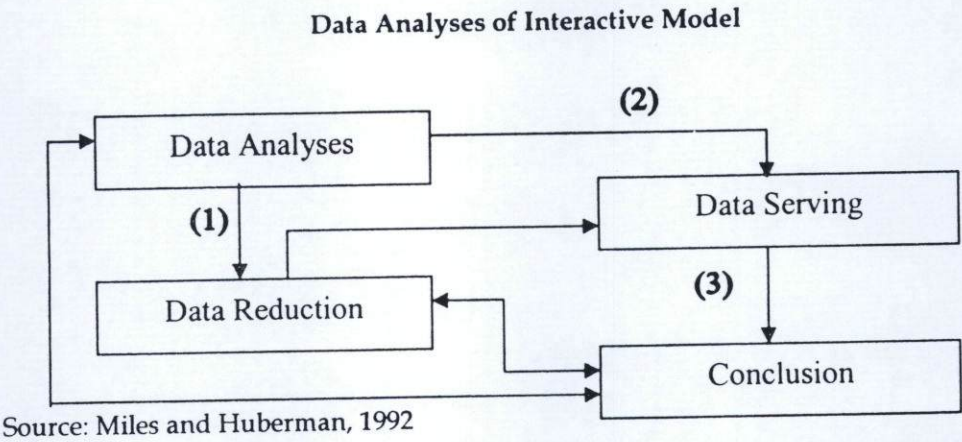 Data Analyses of Interactive Model
(2)
Data Analyses
Data Serving
(1)
(3)
Data Reduction
Conclusion
Source: Miles and Huberman, 1992